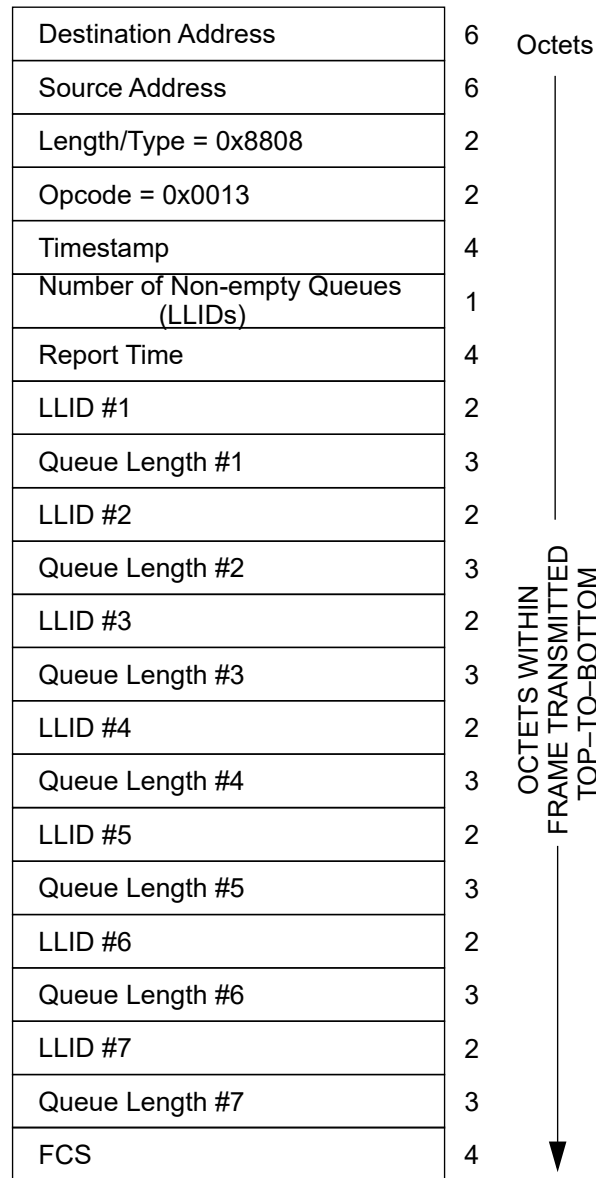 Destination Address 6 Octets
Source Address 6
Length/Type = 0x8808 2
Opcode = 0x0013 2
Timestamp 4
Number of Non-empty Queues
(LLIDs) 1
Report Time 4
LLID #1 2
Queue Length #1 3
LLID #2 2
Queue Length #2 3
LLID #3 2
Queue Length #3 3
LLID #4 2
Queue Length #4 3
LLID #5 2
Queue Length #5 3
LLID #6 2
Queue Length #6 3
LLID #7 2
Queue Length #7 3
FCS 4
OCTETS WITHIN
FRAME TRANSMITTED
TOP–TO–BOTTOM